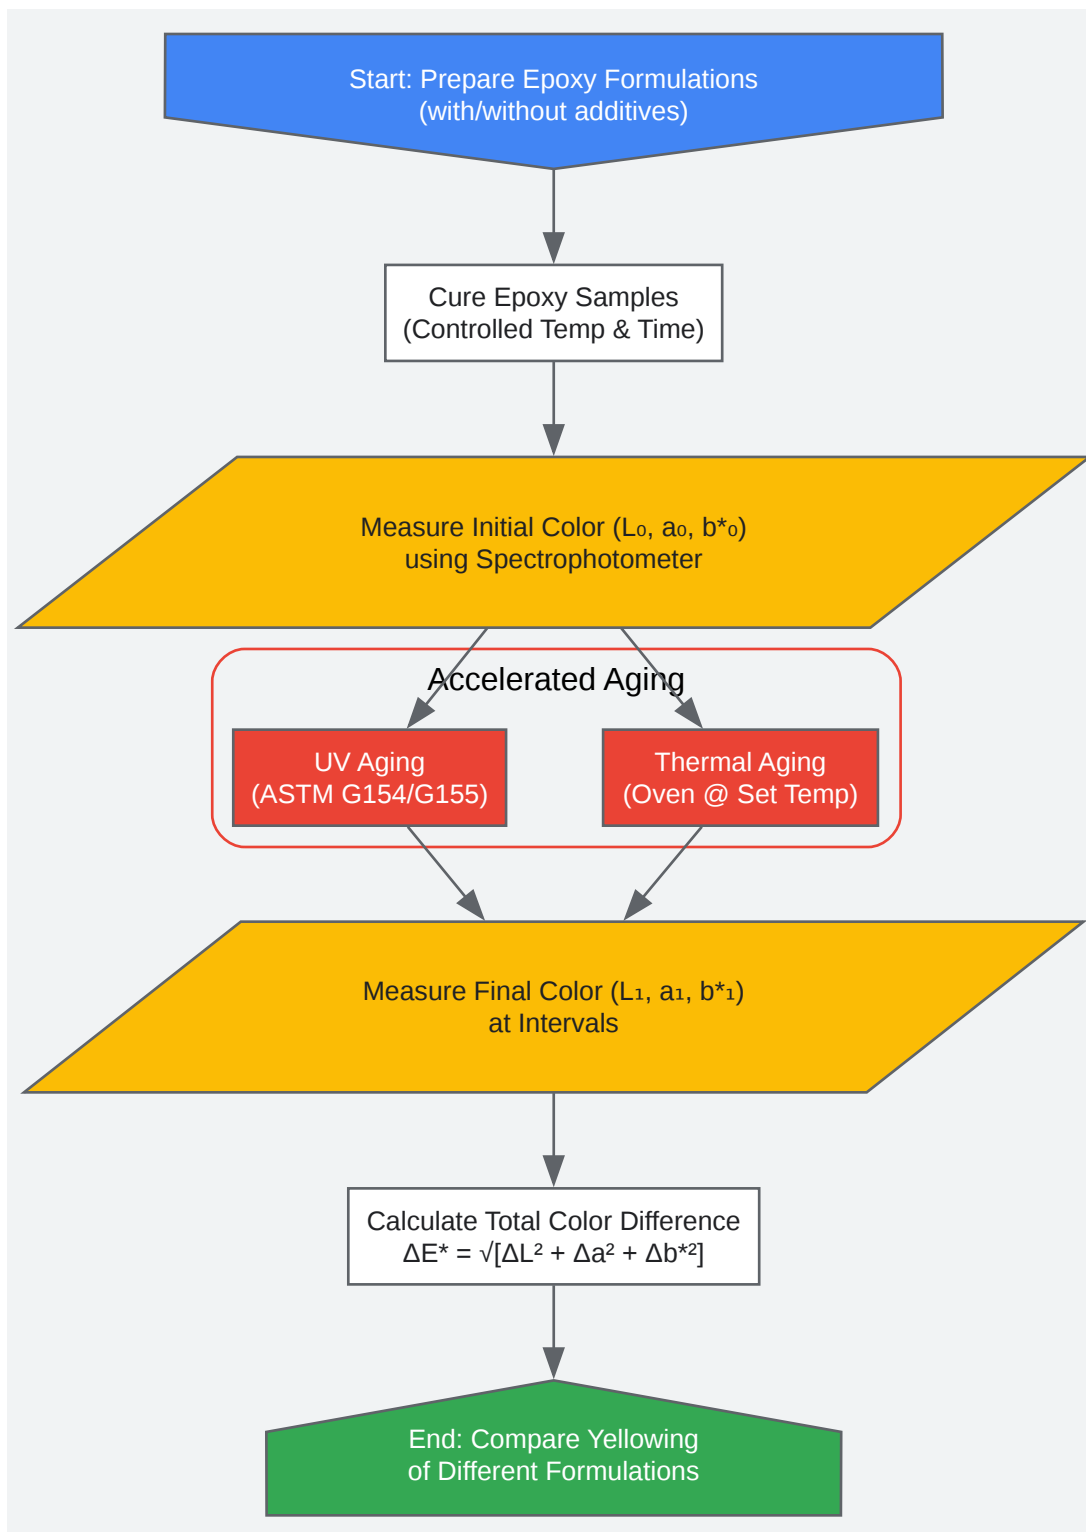 Start: Prepare Epoxy Formulations
(with/without additives)
Cure Epoxy Samples
(Controlled Temp & Time)
Measure Initial Color (L₀, a₀, b*₀)
using Spectrophotometer
Accelerated Aging
UV Aging
(ASTM G154/G155)
Thermal Aging
(Oven @ Set Temp)
Measure Final Color (L₁, a₁, b*₁)
at Intervals
Calculate Total Color Difference
ΔE* = √[ΔL² + Δa² + Δb*²]
End: Compare Yellowing
of Different Formulations